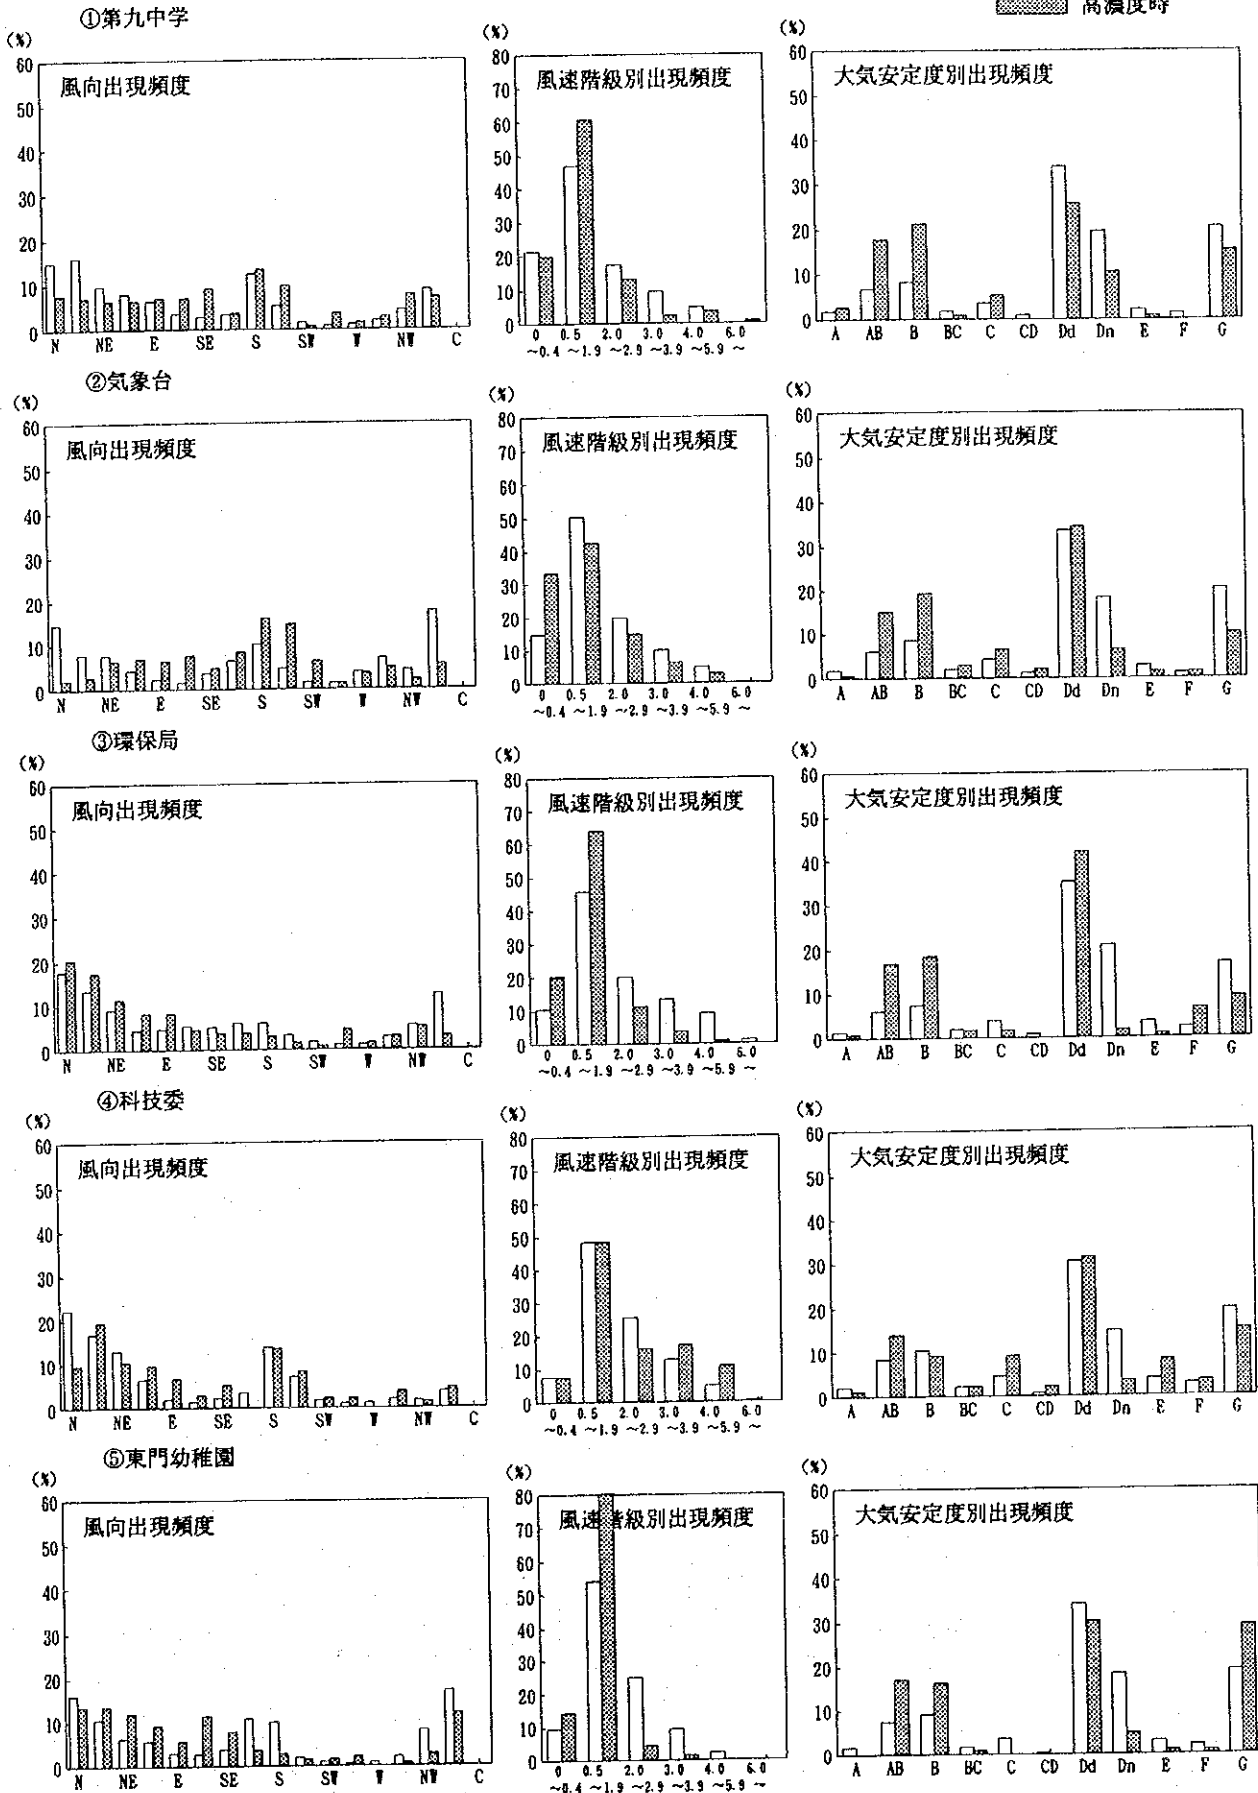 高濃度時
①第九中学
(%) (%) (%)
風向出現頻度 風速階級別出現頻度 大気安定度別出現頻度
60 50 40 30 20 10 0
80 70 60 50 40 30 20 10 0
60 50 40 30 20 10 0
N NE E SE S SW W NW C
0 0.5 2.0 3.0 4.0 6.0
~0.4 ~1.9 ~2.9 ~3.9 ~5.9 ~
A AB B BC C CD Dd Dn E F G
②気象台
(%) (%) (%)
風向出現頻度 風速階級別出現頻度 大気安定度別出現頻度
60 50 40 30 20 10 0
80 70 60 50 40 30 20 10 0
60 50 40 30 20 10 0
N NE E SE S SW W NW C
0 0.5 2.0 3.0 4.0 6.0
~0.4 ~1.9 ~2.9 ~3.9 ~5.9 ~
A AB B BC C CD Dd Dn E F G
③環保局
(%) (%) (%)
風向出現頻度 風速階級別出現頻度 大気安定度別出現頻度
60 50 40 30 20 10 0
80 70 60 50 40 30 20 10 0
60 50 40 30 20 10 0
N NE E SE S SW W NW C
0 0.5 2.0 3.0 4.0 6.0
~0.4 ~1.9 ~2.9 ~3.9 ~5.9 ~
A AB B BC C CD Dd Dn E F G
④科技委
(%) (%) (%)
風向出現頻度 風速階級別出現頻度 大気安定度別出現頻度
60 50 40 30 20 10 0
80 70 60 50 40 30 20 10 0
60 50 40 30 20 10 0
N NE E SE S SW W NW C
0 0.5 2.0 3.0 4.0 6.0
~0.4 ~1.9 ~2.9 ~3.9 ~5.9 ~
A AB B BC C CD Dd Dn E F G
⑤東門幼稚園
(%) (%) (%)
風向出現頻度 風速階級別出現頻度 大気安定度別出現頻度
60 50 40 30 20 10 0
80 70 60 50 40 30 20 10 0
60 50 40 30 20 10 0
N NE E SE S SW W NW C
0 0.5 2.0 3.0 4.0 6.0
~0.4 ~1.9 ~2.9 ~3.9 ~5.9 ~
A AB B BC C CD Dd Dn E F G